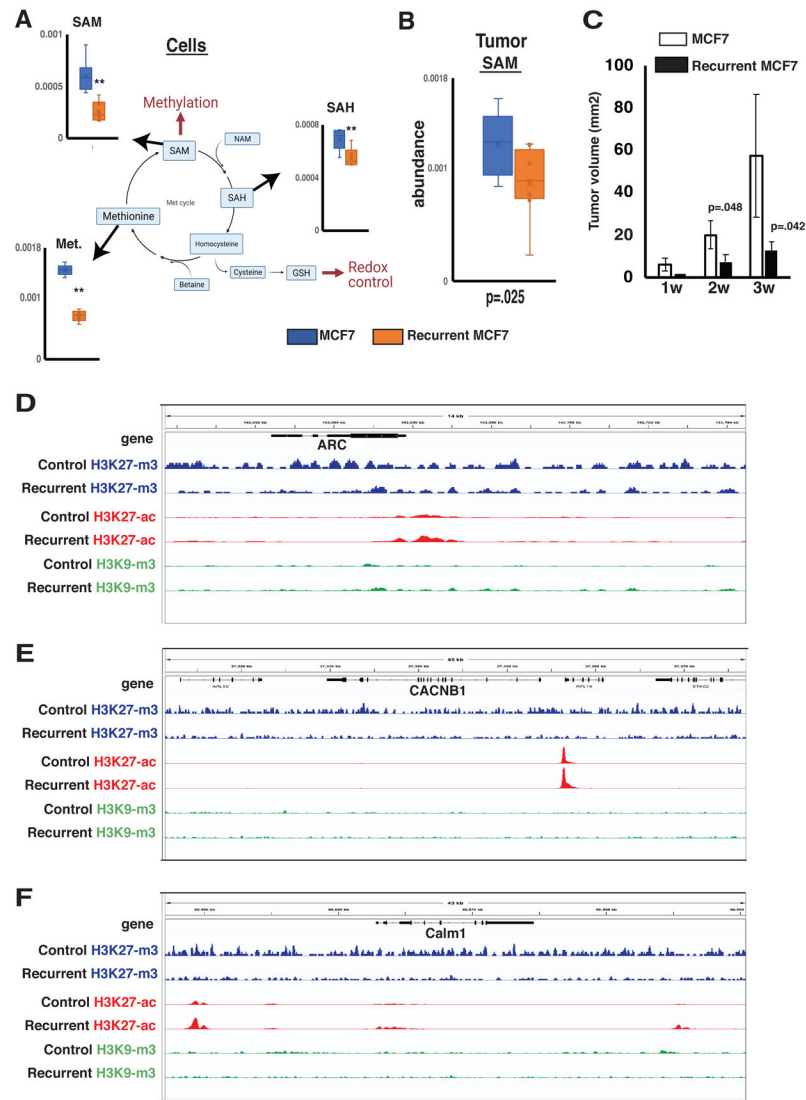 A
SAM
Cells
0.001
0.0005
0
**
Methylation
SAM
NAM
SAH
0.0008
0.0004
0
**
SAH
Methionine
Met cycle
Homocysteine
Betaine
Cysteine
GSH
Redox
control
Met.
0.0018
0.001
0
**
MCF7
Recurrent MCF7
B
Tumor
SAM
0.0018
0.001
0
abundance
p=.025
C
MCF7
Recurrent MCF7
Tumor volume (mm2)
100
80
60
40
20
0
p=.048
p=.042
1w 2w 3w
D
14 kb
gene
ARC
Control H3K27-m3
Recurrent H3K27-m3
Control H3K27-ac
Recurrent H3K27-ac
Control H3K9-m3
Recurrent H3K9-m3
E
65 kb
gene
CACNB1
RPL19
STAC2
Control H3K27-m3
Recurrent H3K27-m3
Control H3K27-ac
Recurrent H3K27-ac
Control H3K9-m3
Recurrent H3K9-m3
F
43 kb
gene
Calm1
Control H3K27-m3
Recurrent H3K27-m3
Control H3K27-ac
Recurrent H3K27-ac
Control H3K9-m3
Recurrent H3K9-m3